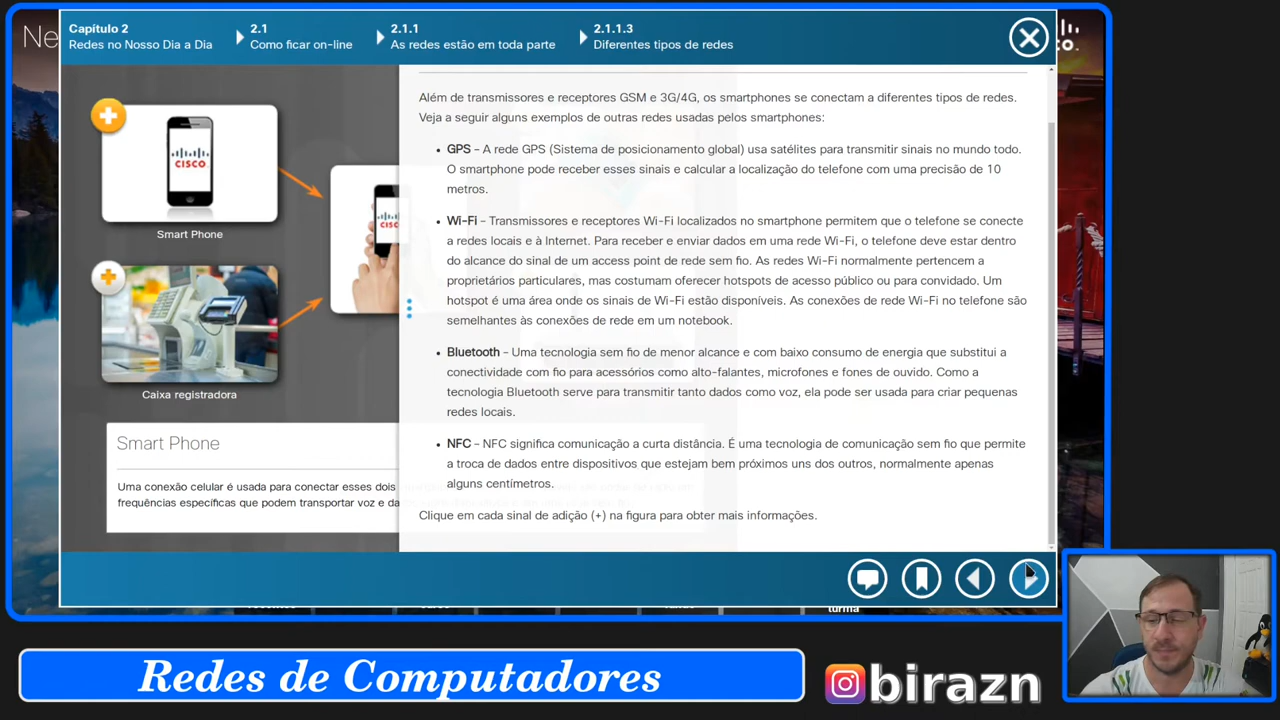 Ne
Capítulo 2
Redes no Nosso Dia a Dia
2.1
Como ficar on-line
2.1.1
As redes estão em toda parte
2.1.1.3
Diferentes tipos de redes
co.
CISCO
Smart Phone
Caixa registradora
Smart Phone
Uma conexão celular é usada para conectar esses dois
frequências específicas que podem transportar voz e da
Além de transmissores e receptores GSM e 3G/4G, os smartphones se conectam a diferentes tipos de redes.
Veja a seguir alguns exemplos de outras redes usadas pelos smartphones:
• GPS – A rede GPS (Sistema de posicionamento global) usa satélites para transmitir sinais no mundo todo.
O smartphone pode receber esses sinais e calcular a localização do telefone com uma precisão de 10
metros.
• Wi-Fi – Transmissores e receptores Wi-Fi localizados no smartphone permitem que o telefone se conecte
a redes locais e à Internet. Para receber e enviar dados em uma rede Wi-Fi, o telefone deve estar dentro
do alcance do sinal de um access point de rede sem fio. As redes Wi-Fi normalmente pertencem a
proprietários particulares, mas costumam oferecer hotspots de acesso público ou para convidado. Um
hotspot é uma área onde os sinais de Wi-Fi estão disponíveis. As conexões de rede Wi-Fi no telefone são
semelhantes às conexões de rede em um notebook.
• Bluetooth – Uma tecnologia sem fio de menor alcance e com baixo consumo de energia que substitui a
conectividade com fio para acessórios como alto-falantes, microfones e fones de ouvido. Como a
tecnologia Bluetooth serve para transmitir tanto dados como voz, ela pode ser usada para criar pequenas
redes locais.
• NFC – NFC significa comunicação a curta distância. É uma tecnologia de comunicação sem fio que permite
a troca de dados entre dispositivos que estejam bem próximos uns dos outros, normalmente apenas
alguns centímetros.
Clique em cada sinal de adição (+) na figura para obter mais informações.
turma
Redes de Computadores
birazn